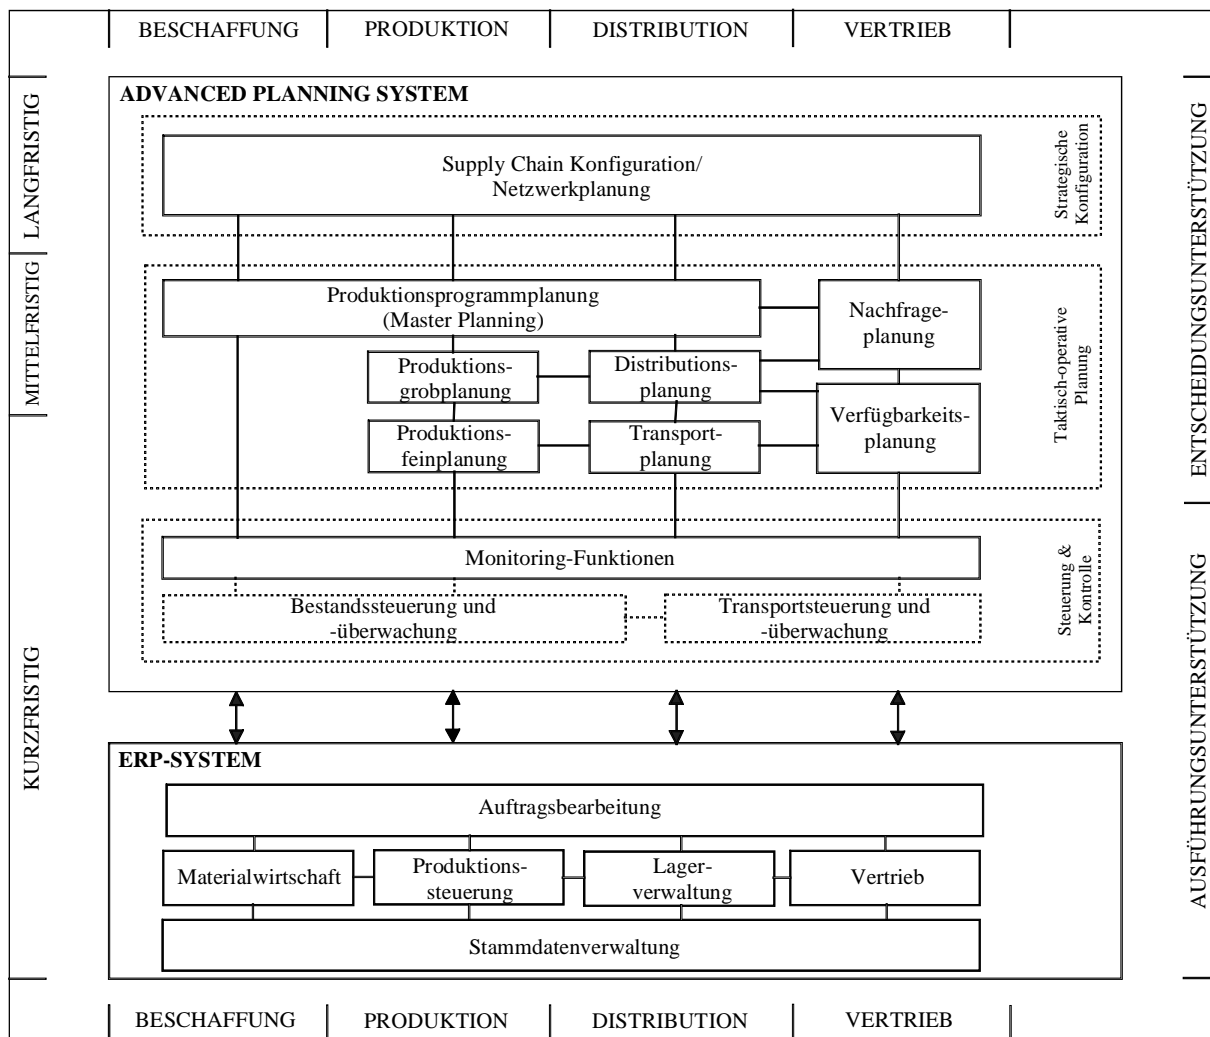 BESCHAFFUNG
PRODUKTION
DISTRIBUTION
VERTRIEB
LANGFRISTIG
MITTELFRISTIG
KURZFRISTIG
ADVANCED PLANNING SYSTEM
Supply Chain Konfiguration/
Netzwerkplanung
Strategische
Konfiguration
Produktionsprogrammplanung
(Master Planning)
Nachfrage-
planung
Produktions-
grobplanung
Distributions-
planung
Verfügbarkeits-
planung
Produktions-
feinplanung
Transport-
planung
Taktisch-operative
Planung
Monitoring-Funktionen
Bestandssteuerung und
-überwachung
Transportsteuerung und
-überwachung
Steuerung &
Kontrolle
ENTSCHEIDUNGSUNTERSTÜTZUNG
AUSFÜHRUNGSUNTERSTÜTZUNG
ERP-SYSTEM
Auftragsbearbeitung
Materialwirtschaft
Produktions-
steuerung
Lager-
verwaltung
Vertrieb
Stammdatenverwaltung
BESCHAFFUNG
PRODUKTION
DISTRIBUTION
VERTRIEB